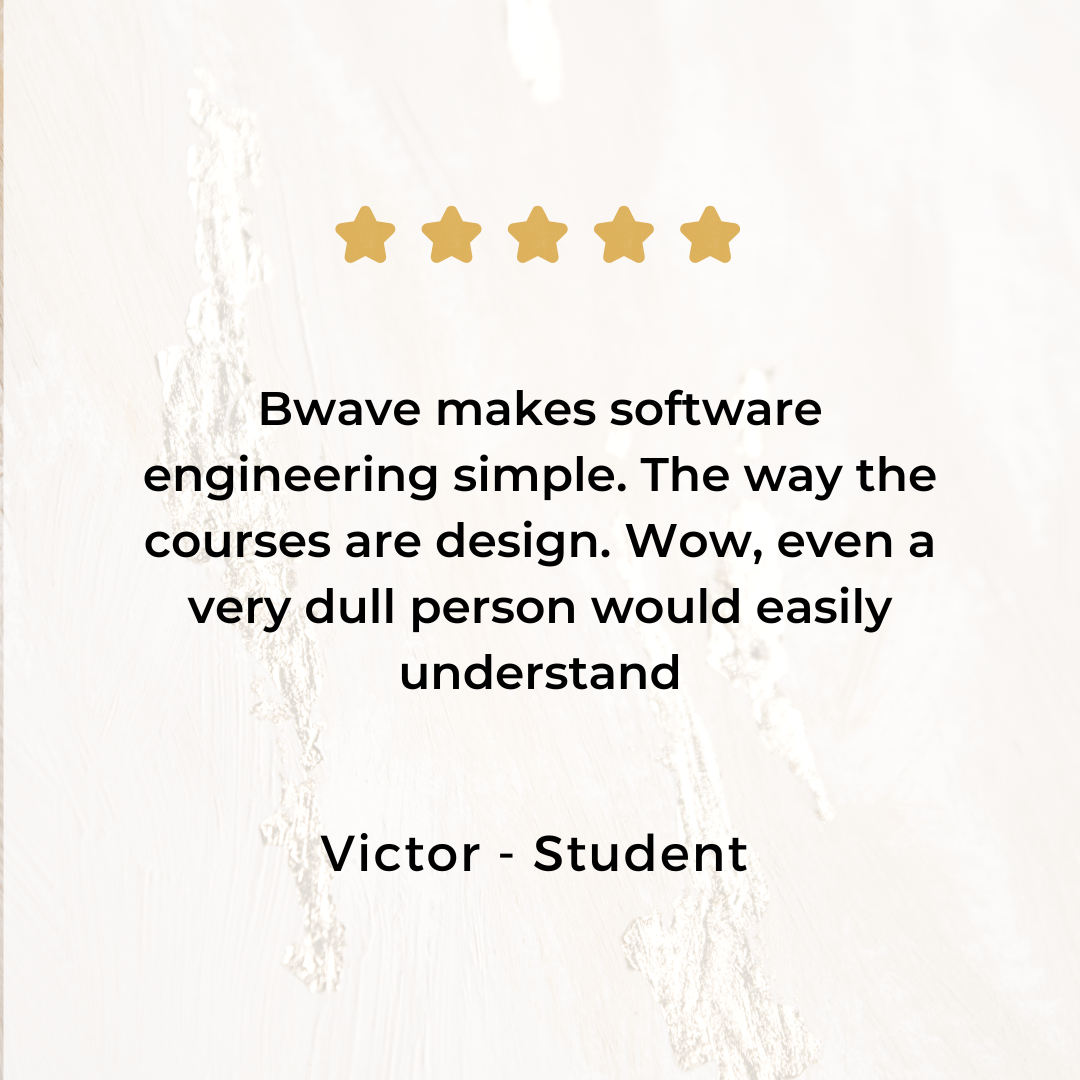 Bwave makes software
engineering simple. The way the
courses are design. Wow, even a
very dull person would easily
understand
Victor - Student